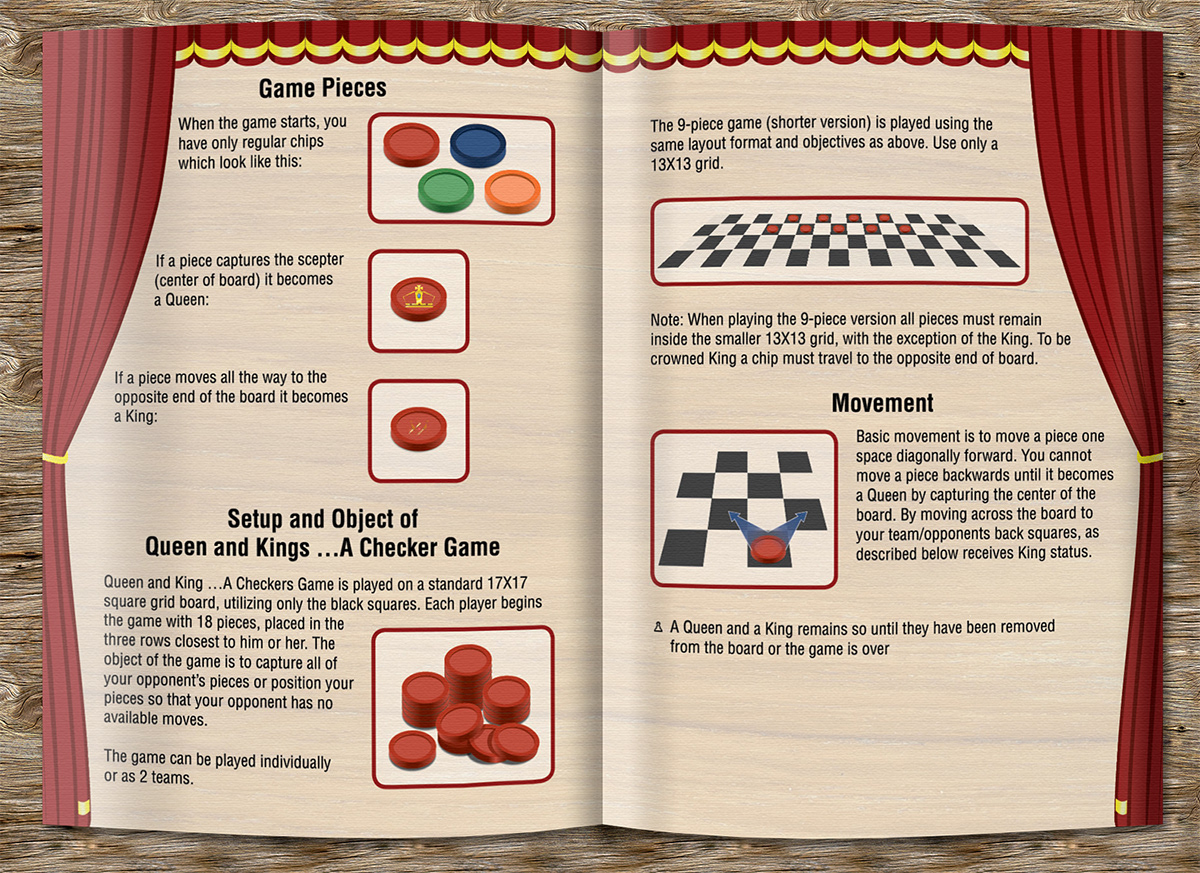 Game Pieces
When the game starts, you
have only regular chips
which look like this:
If a piece captures the scepter
(center of board) it becomes
a Queen:
If a piece moves all the way to the
opposite end of the board it becomes
a King:
Setup and Object of
Queen and Kings ...A Checker Game
Queen and King ...A Checkers Game is played on a standard 17X17
square grid board, utilizing only the black squares. Each player begins
the game with 18 pieces, placed in the
three rows closest to him or her. The
object of the game is to capture all of
your opponent's pieces or position your
pieces so that your opponent has no
available moves.
The game can be played individually
or as 2 teams.
The 9-piece game (shorter version) is played using the
same layout format and objectives as above. Use only a
13X13 grid.
Note: When playing the 9-piece version all pieces must remain
inside the smaller 13X13 grid, with the exception of the King. To be
crowned King a chip must travel to the opposite end of board.
Movement
Basic movement is to move a piece one
space diagonally forward. You cannot
move a piece backwards until it becomes
a Queen by capturing the center of the
board. By moving across the board to
your team/opponents back squares, as
described below receives King status.
A Queen and a King remains so until they have been removed
from the board or the game is over